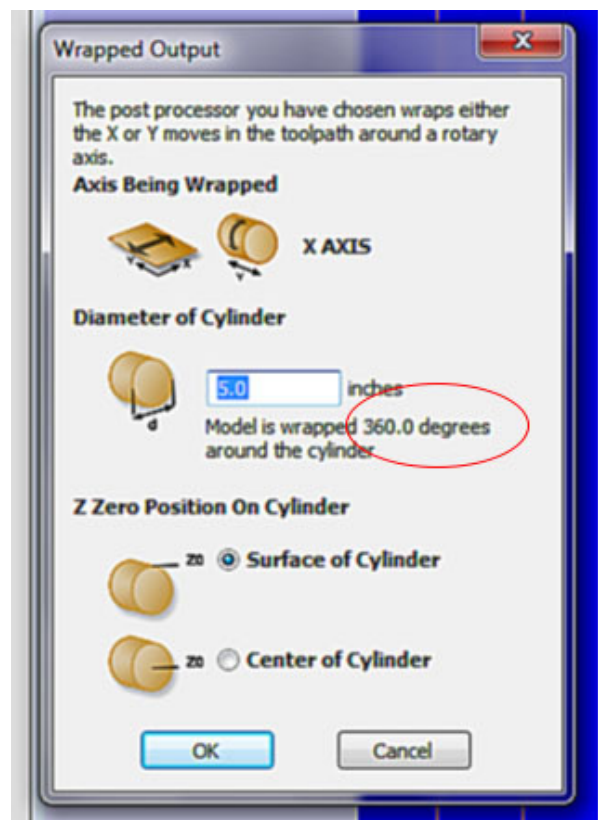 Wrapped Output
The post processor you have chosen wraps either
the X or Y moves in the toolpath around a rotary
axis.
Axis Being Wrapped
Y X Y X AXIS
Diameter of Cylinder
5.0 inches
d
Model is wrapped 360.0 degrees
around the cylinder
Z Zero Position On Cylinder
Z0 Surface of Cylinder
Z0 Center of Cylinder
OK Cancel